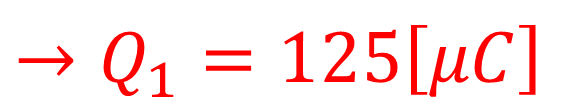 → Q₁ = 125[μC]